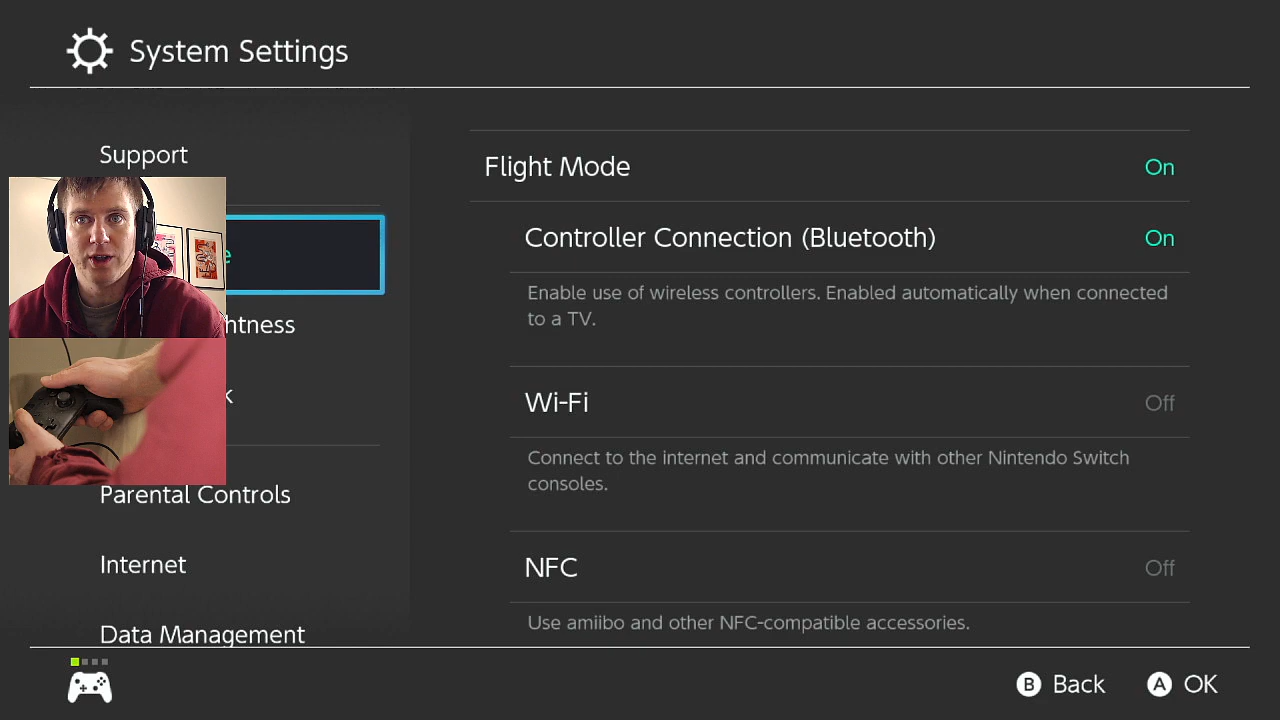 System Settings
Support
Flight Mode On
Controller Connection (Bluetooth) On
Enable use of wireless controllers. Enabled automatically when connected
to a TV.
Wi-Fi Off
Connect to the internet and communicate with other Nintendo Switch
consoles.
NFC Off
Use amiibo and other NFC-compatible accessories.
Parental Controls
Internet
Data Management
B Back A OK